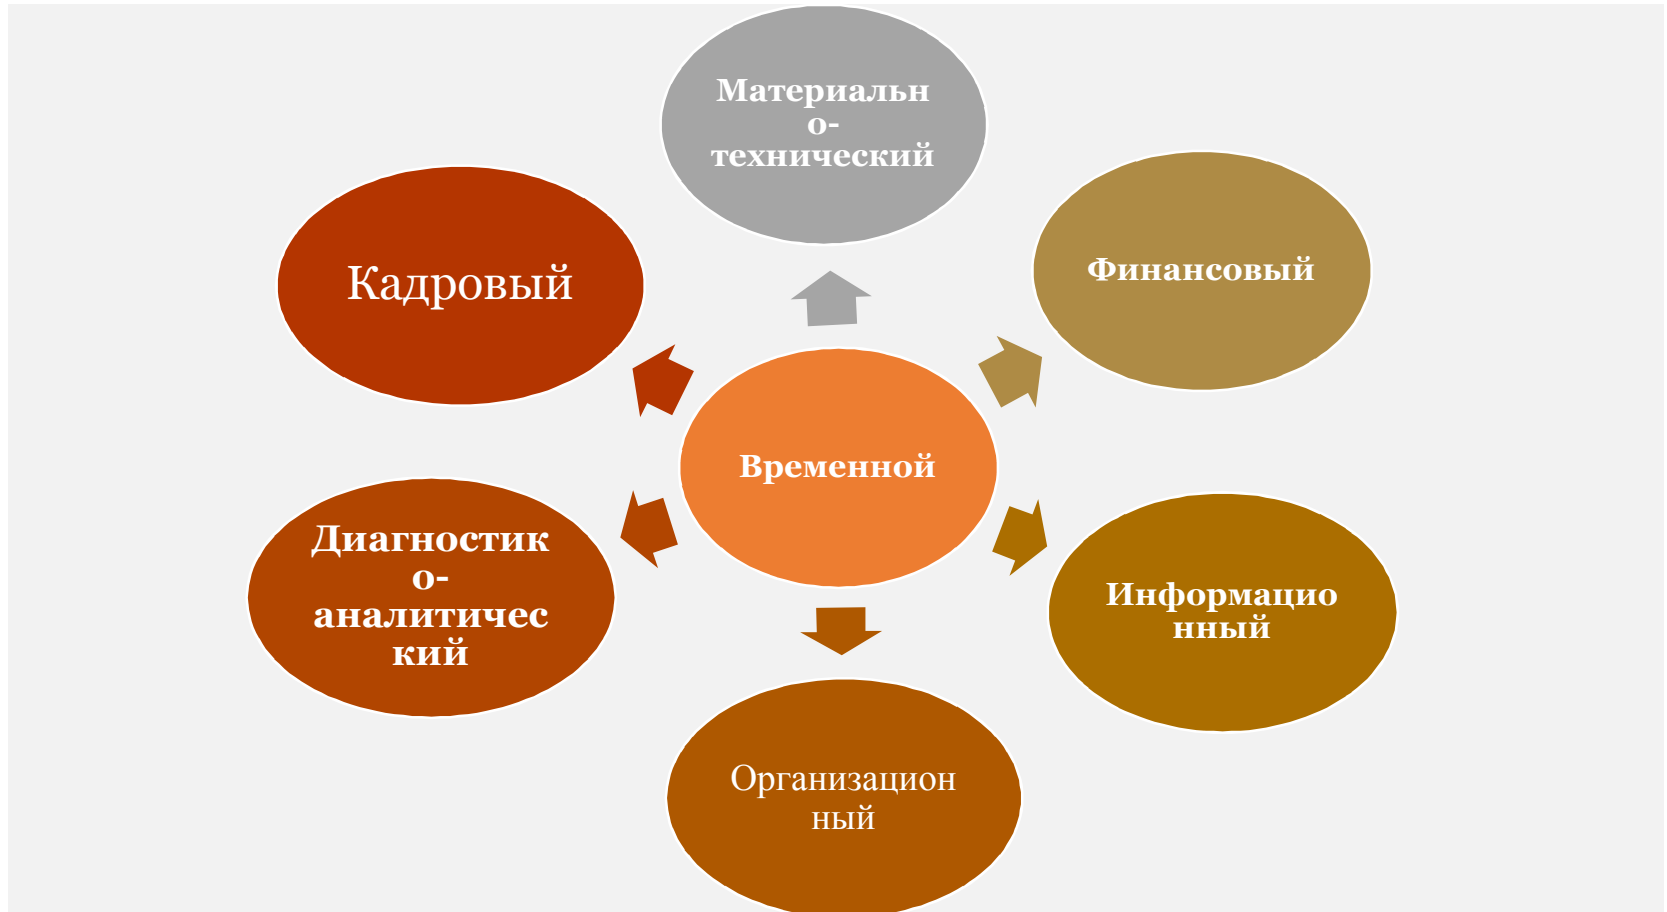 Материальн
о-
технический
Кадровый
Финансовый
Временной
Диагностик
о-
аналитичес
кий
Информацио
нный
Организацион
ный